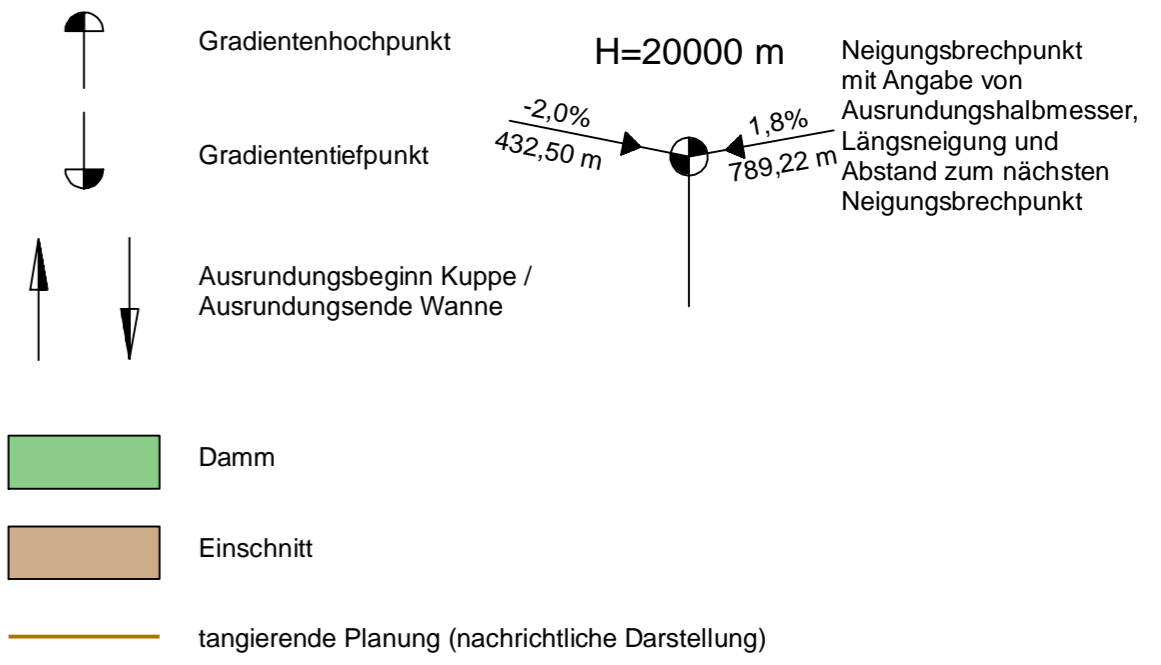 Gradientenhochpunkt
Gradiententiefpunkt
Ausrundungsbeginn Kuppe /
Ausrundungsende Wanne
Damm
Einschnitt
tangierende Planung (nachrichtliche Darstellung)
H=20000 m
-2,0%
432,50 m
1,8%
789,22 m
Neigungsbrechpunkt
mit Angabe von
Ausrundungshalbmesser,
Längsneigung und
Abstand zum nächsten
Neigungsbrechpunkt